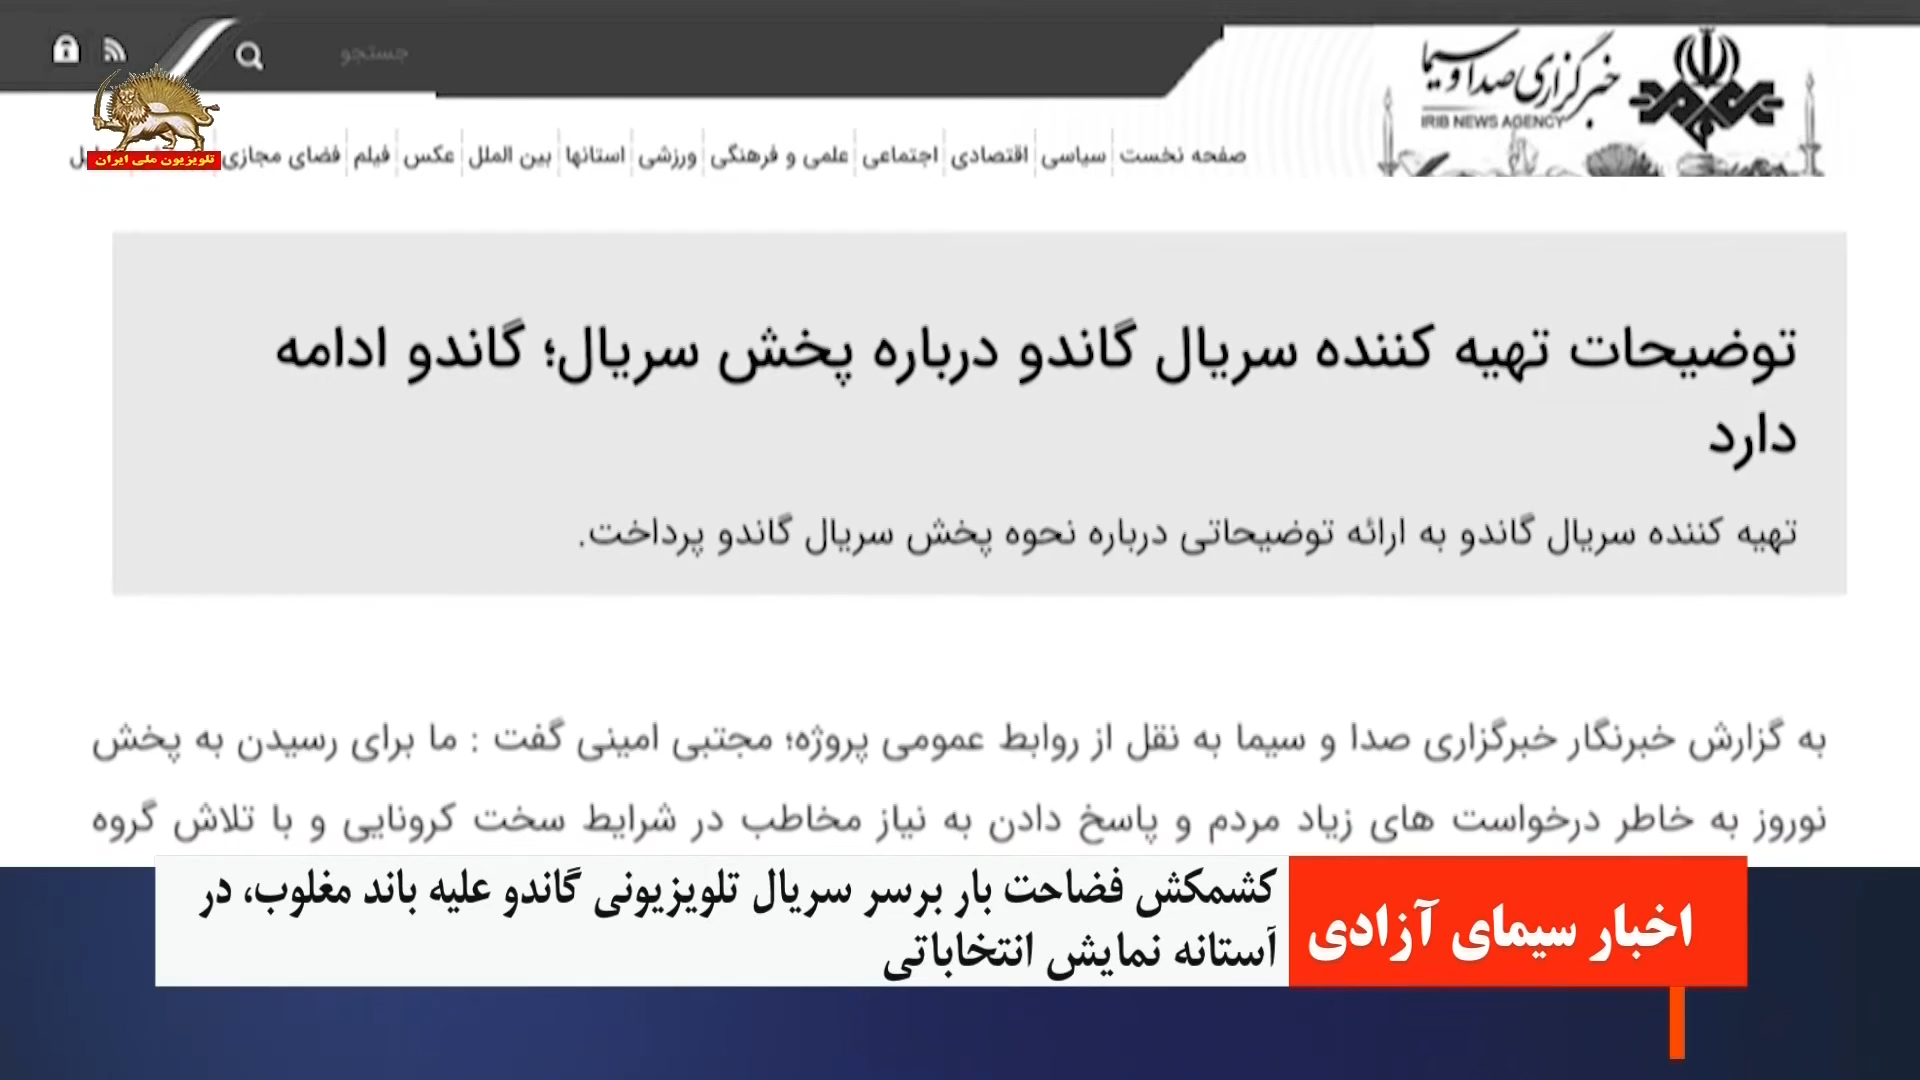 جستجو
خبرگزاری صدا و سیما
IRIB NEWS AGENCY
تلویزیون ملی ایران
صفحه نخست سیاسی اقتصادی اجتماعی علمی و فرهنگی ورزشی استانها بین الملل عکس فیلم فضای مجازی
توضیحات تهیه کننده سریال گاندو درباره پخش سریال؛ گاندو ادامه
دارد
تهیه کننده سریال گاندو به ارائه توضیحاتی درباره نحوه پخش سریال گاندو پرداخت.
به گزارش خبرنگار خبرگزاری صدا و سیما به نقل از روابط عمومی پروژه؛ مجتبی امینی گفت : ما برای رسیدن به پخش
نوروز به خاطر درخواست های زیاد مردم و پاسخ دادن به نیاز مخاطب در شرایط سخت کرونایی و با تلاش گروه
اخبار سیمای آزادی
کشمکش فضاحت بار برسر سریال تلویزیونی گاندو علیه باند مغلوب، در
آستانه نمایش انتخاباتی